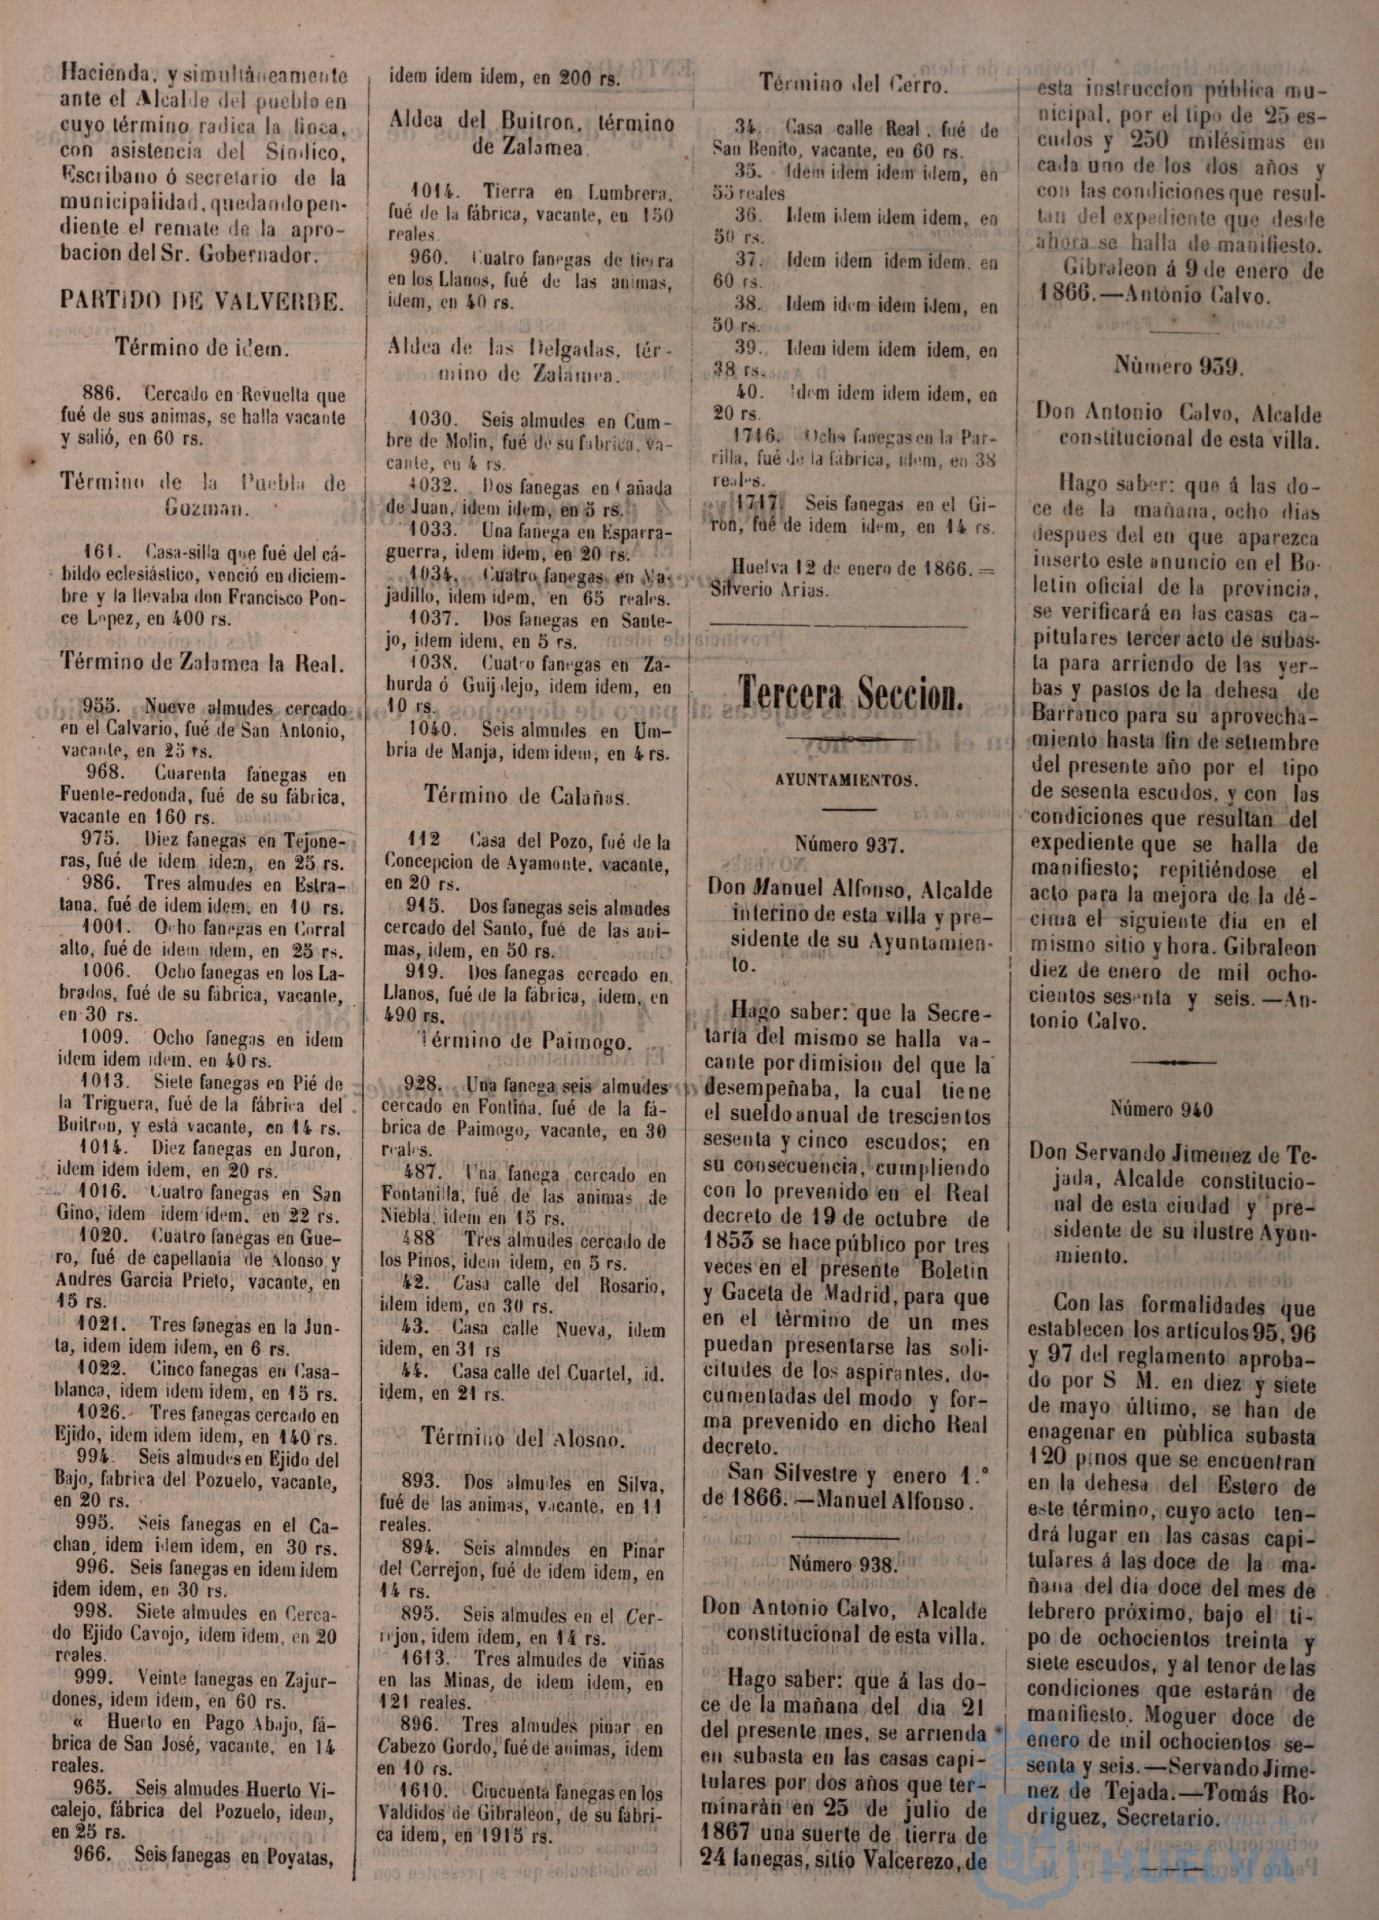 Hacienda, y simultáneamente
ante el Alcalde del pueblo en
cuyo término radica la finca,
con asistencia del Síndico,
Escribano ó secretario de la
municipalidad, quedando pen-
diente el remate de la apro-
bacion del Sr. Gobernador.
PARTIDO DE VALVERDE.
Término de idem.
886. Cercado en Revuelta que
fué de sus animas, se halla vacante
y salió, en 60 rs.
Término de la Puebla de
Guzman.
161. Casa-silla que fué del cá-
bildo eclesiástico, venció en diciem-
bre y la llevaba don Francisco Pon-
ce Lopez, en 400 rs.
Término de Zalamea la Real.
955. Nueve almudes cercado
en el Calvario, fué de San Antonio,
vacante, en 25 rs.
968. Cuarenta fanegas en
Fuente-redonda, fué de su fábrica,
vacante en 160 rs.
975. Diez fanegas en Tejone-
ras, fué de idem idem, en 25 rs.
986. Tres almudes en Estra-
tana, fué de idem idem, en 10 rs.
1001. Ocho fanegas en Corral
alto, fué de idem idem, en 25 rs.
1006. Ocho fanegas en los La-
brados, fué de su fábrica, vacante,
en 30 rs.
1009. Ocho fanegas en idem
idem idem idem, en 40 rs.
1013. Siete fanegas en Pié de
la Triguera, fué de la fábrica del
Buitron, y está vacante, en 14 rs.
1014. Diez fanegas en Juron,
idem idem idem, en 20 rs.
1016. Cuatro fanegas en San
Gino, idem idem idem, en 22 rs.
1020. Cuatro fanegas en Gue-
ro, fué de capellanía de Alonso y
Andres Garcia Prieto, vacante, en
15 rs.
1021. Tres fanegas en la Jun-
ta, idem idem idem, en 6 rs.
1022. Cinco fanegas en Casa-
blanca, idem idem idem, en 15 rs.
1026. Tres fanegas cercado en
Ejido, idem idem idem, en 140 rs.
994. Seis almudes en Ejido del
Bajo, fabrica del Pozuelo, vacante,
en 20 rs.
995. Seis fanegas en el Ca-
chan, idem idem idem, en 30 rs.
996. Seis fanegas en idem idem
idem idem, en 30 rs.
998. Siete almudes en Cerca-
do Ejido Cavojo, idem idem, en 20
reales.
999. Veinte fanegas en Zajur-
dones, idem idem, en 60 rs.
« Huerto en Pago Abajo, fá-
brica de San José, vacante, en 14
reales.
965. Seis almudes Huerto Vi-
calejo, fábrica del Pozuelo, idem,
en 25 rs.
966. Seis fanegas en Poyatas,
idem idem idem, en 200 rs.
Aldea del Buitron, término
de Zalamea.
1014. Tierra en Lumbrera,
fué de la fábrica, vacante, en 150
reales.
960. Cuatro fanegas de tierra
en los Llanos, fué de las animas,
idem, en 40 rs.
Aldea de las Delgadas, tér-
mino de Zalamea.
1030. Seis almudes en Cum-
bre de Molin, fué de su fabrica, va-
cante, en 4 rs.
1032. Dos fanegas en Cañada
de Juan, idem idem, en 5 rs.
1033. Una fanega en Esparra-
guerra, idem idem, en 20 rs.
1034. Cuatro fanegas en Na-
jadillo, idem idem, en 65 reales.
1037. Dos fanegas en Sante-
jo, idem idem, en 5 rs.
1038. Cuatro fanegas en Za-
hurda ó Guijalejo, idem idem, en
10 rs.
1040. Seis almudes en Um-
bria de Manja, idem idem, en 4 rs.
Término de Calañas.
112 Casa del Pozo, fué de la
Concepcion de Ayamonte, vacante,
en 20 rs.
915. Dos fanegas seis almudes
cercado del Santo, fué de las ani-
mas, idem, en 50 rs.
919. Dos fanegas cercado en
Llanos, fué de la fábrica, idem, en
490 rs.
Término de Paimogo.
928. Una fanega seis almudes
cercado en Fontiña, fué de la fá-
brica de Paimogo, vacante, en 30
reales.
487. Una fanega cercado en
Fontanilla, fué de las animas de
Niebla, idem en 15 rs.
488 Tres almudes cercado de
los Pinos, idem idem, en 5 rs.
42. Casa calle del Rosario,
idem idem, en 30 rs.
43. Casa calle Nueva, idem
idem, en 31 rs
44. Casa calle del Cuartel, id.
idem, en 21 rs.
Término del Alosno.
893. Dos almudes en Silva,
fué de las animas, vacante, en 11
reales.
894. Seis almudes en Pinar
del Cerrejon, fué de idem idem, en
14 rs.
895. Seis almudes en el Cer-
rejon, idem idem, en 14 rs.
1613. Tres almudes de viñas
en las Minas, de idem idem, en
121 reales.
896. Tres almudes pinar en
Cabezo Gordo, fué de animas, idem
en 10 rs.
1610. Cincuenta fanegas en los
Valdidos de Gibraleon, de su fábri-
ca idem, en 1915 rs.
Término del Cerro.
34. Casa calle Real, fué de
San Benito, vacante, en 60 rs.
35. Idem idem idem idem, en
55 reales
36. Idem idem idem idem, en
50 rs.
37. Idem idem idem idem, en
60 rs.
38. Idem idem idem idem, en
50 rs.
39. Idem idem idem idem, en
38 rs.
40. Idem idem idem idem, en
20 rs.
1716. Ocho fanegas en la Par-
rilla, fué de la fábrica, idem, en 38
reales.
1717. Seis fanegas en el Gi-
ron, fué de idem idem, en 14 rs.
Huelva 12 de enero de 1866.=
Silverio Arias.
Tercera Seccion.
AYUNTAMIENTOS.
Número 937.
Don Manuel Alfonso, Alcalde
interino de esta villa y pre-
sidente de su Ayuntamien-
to.
Hago saber: que la Secre-
taría del mismo se halla va-
cante por dimision del que la
desempeñaba, la cual tiene
el sueldo anual de trescientos
sesenta y cinco escudos; en
su consecuencia, cumpliendo
con lo prevenido en el Real
decreto de 19 de octubre de
1853 se hace público por tres
veces en el presente Boletin
y Gaceta de Madrid, para que
en el término de un mes
puedan presentarse las soli-
citudes de los aspirantes, do-
cumentadas del modo y for-
ma prevenido en dicho Real
decreto.
San Silvestre y enero 1.º
de 1866.—Manuel Alfonso.
Número 938.
Don Antonio Calvo, Alcalde
constitucional de esta villa.
Hago saber: que á las do-
ce de la mañana del dia 21
del presente mes, se arrienda
en subasta en las casas capi-
tulares por dos años que ter-
minarán en 25 de julio de
1867 una suerte de tierra de
24 fanegas, sitio Valcerezo, de
esta instruccion pública mu-
nicipal, por el tipo de 25 es-
cudos y 250 milésimas en
cada uno de los dos años y
con las condiciones que resul-
tan del expediente que desde
ahora se halla de manifiesto.
Gibraleon á 9 de enero de
1866.—Antonio Calvo.
Número 939.
Don Antonio Calvo, Alcalde
constitucional de esta villa.
Hago saber: que á las do-
ce de la mañana, ocho dias
despues del en que aparezca
inserto este anuncio en el Bo-
letin oficial de la provincia,
se verificará en las casas ca-
pitulares tercer acto de subas-
ta para arriendo de las yer-
bas y pastos de la dehesa de
Barranco para su aprovecha-
miento hasta fin de setiembre
del presente año por el tipo
de sesenta escudos, y con las
condiciones que resultan del
expediente que se halla de
manifiesto; repitiéndose el
acto para la mejora de la dé-
cima el siguiente dia en el
mismo sitio y hora. Gibraleon
diez de enero de mil ocho-
cientos sesenta y seis.—An-
tonio Calvo.
Número 940
Don Servando Jimenez de Te-
jada, Alcalde constitucio-
nal de esta ciudad y pre-
sidente de su ilustre Ayun-
miento.
Con las formalidades que
establecen los artículos 95, 96
y 97 del reglamento aproba-
do por S M. en diez y siete
de mayo último, se han de
enagenar en pública subasta
120 pinos que se encuentran
en la dehesa del Estero de
este término, cuyo acto ten-
drá lugar en las casas capi-
tulares á las doce de la ma-
ñana del dia doce del mes de
febrero próximo, bajo el ti-
po de ochocientos treinta y
siete escudos, y al tenor de las
condiciones que estarán de
manifiesto. Moguer doce de
enero de mil ochocientos se-
senta y seis.—Servando Jime-
nez de Tejada.—Tomás Ro-
driguez, Secretario.
HUELVA